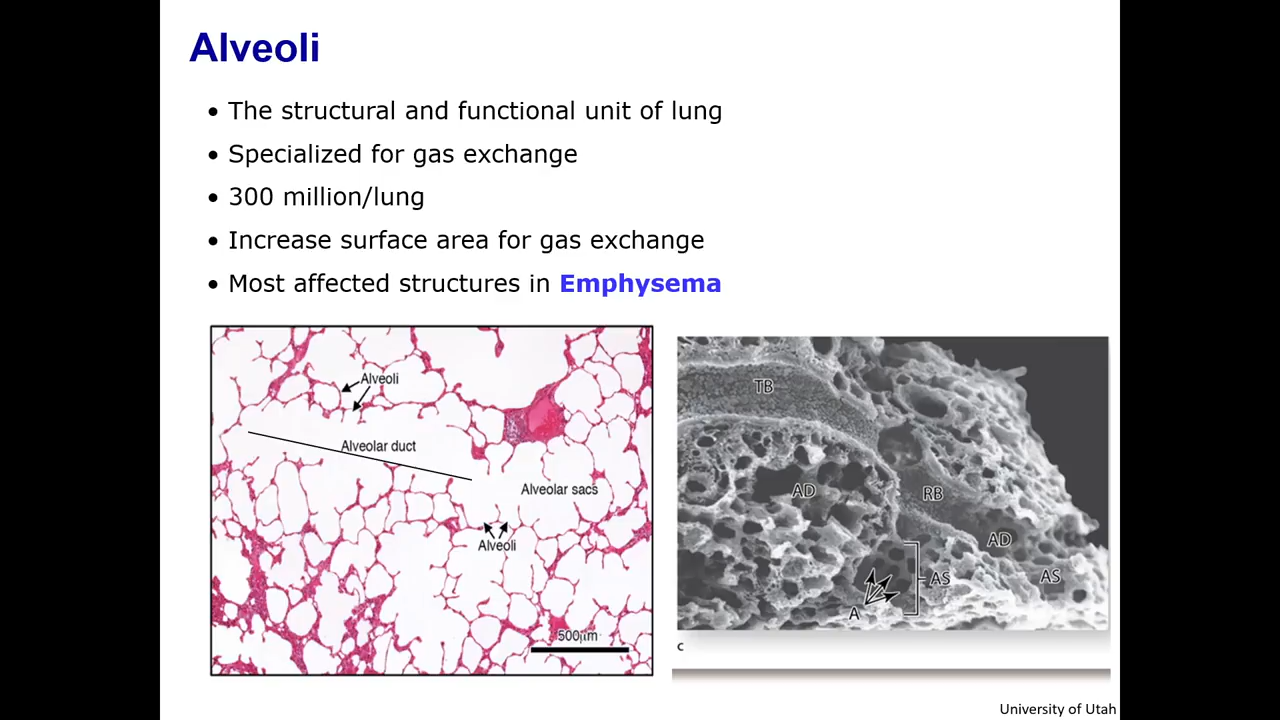 Alveoli
• The structural and functional unit of lung
• Specialized for gas exchange
• 300 million/lung
• Increase surface area for gas exchange
• Most affected structures in Emphysema
Alveoli
Alveolar duct
Alveolar sacs
Alveoli
500µm
TB
AD
RB
AD
AS
AS
A
c
University of Utah